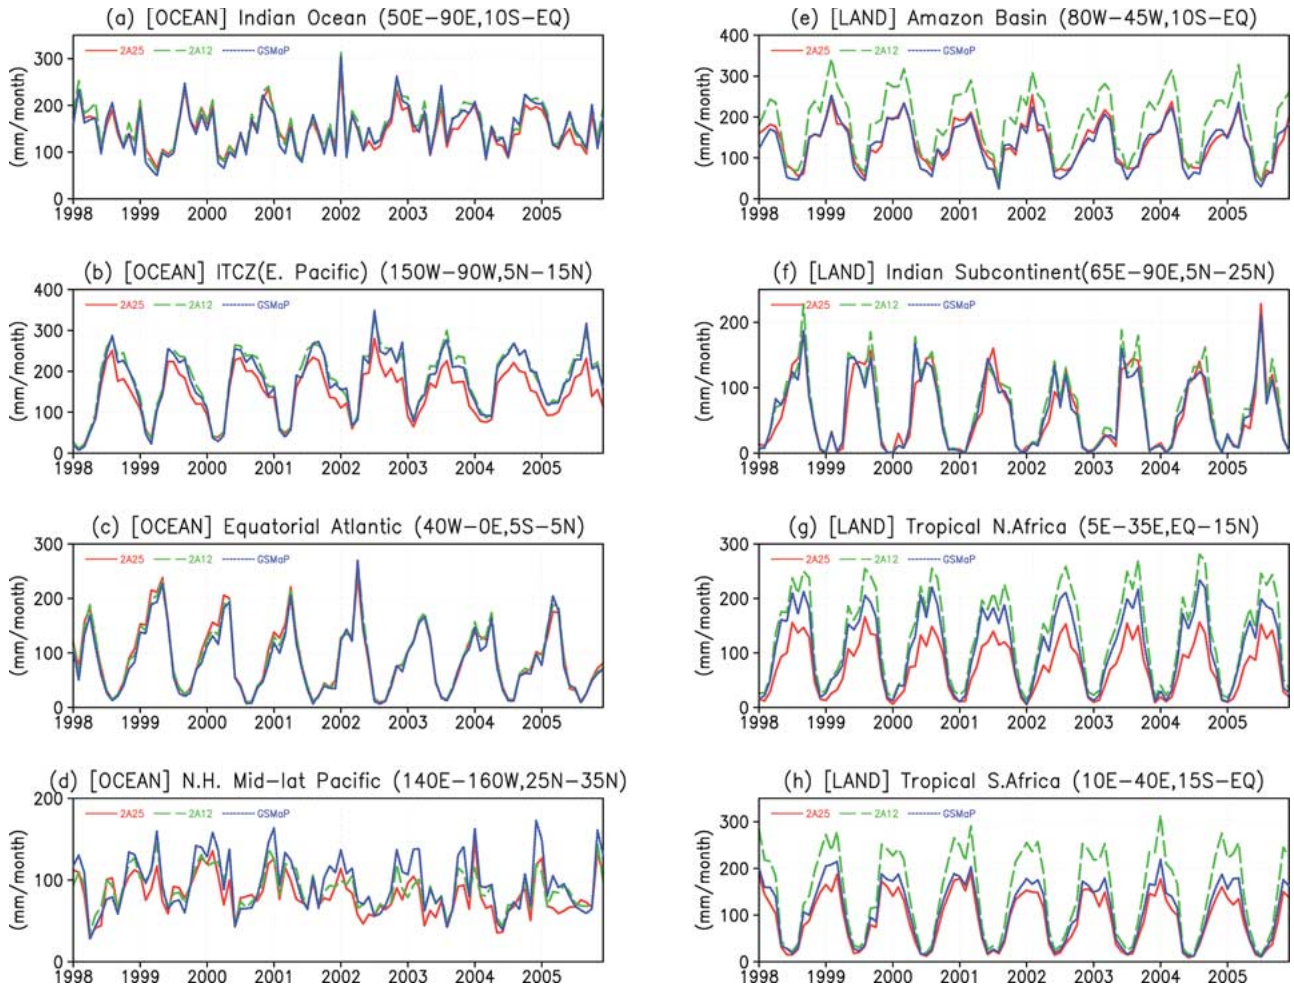 (a) [OCEAN] Indian Ocean (50E-90E,10S-EQ)
2A25 2A12 GSMaP
(mm/month)
300
200
100
0
1998 1999 2000 2001 2002 2003 2004 2005
(b) [OCEAN] ITCZ(E. Pacific) (150W-90W,5N-15N)
2A25 2A12 GSMaP
(mm/month)
400
300
200
100
0
1998 1999 2000 2001 2002 2003 2004 2005
(c) [OCEAN] Equatorial Atlantic (40W-0E,5S-5N)
2A25 2A12 GSMaP
(mm/month)
300
200
100
0
1998 1999 2000 2001 2002 2003 2004 2005
(d) [OCEAN] N.H. Mid-lat Pacific (140E-160W,25N-35N)
2A25 2A12 GSMaP
(mm/month)
200
100
0
1998 1999 2000 2001 2002 2003 2004 2005
(e) [LAND] Amazon Basin (80W-45W,10S-EQ)
2A25 2A12 GSMaP
(mm/month)
400
300
200
100
0
1998 1999 2000 2001 2002 2003 2004 2005
(f) [LAND] Indian Subcontinent(65E-90E,5N-25N)
2A25 2A12 GSMaP
(mm/month)
200
100
0
1998 1999 2000 2001 2002 2003 2004 2005
(g) [LAND] Tropical N.Africa (5E-35E,EQ-15N)
2A25 2A12 GSMaP
(mm/month)
300
200
100
0
1998 1999 2000 2001 2002 2003 2004 2005
(h) [LAND] Tropical S.Africa (10E-40E,15S-EQ)
2A25 2A12 GSMaP
(mm/month)
300
200
100
0
1998 1999 2000 2001 2002 2003 2004 2005